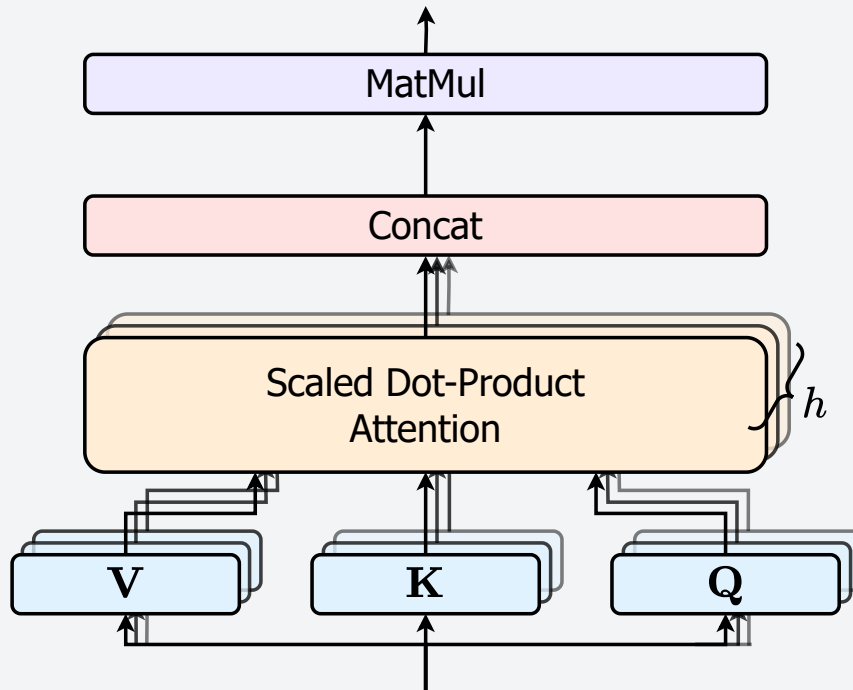 MatMul
Concat
Scaled Dot-Product
Attention
h
V
K
Q